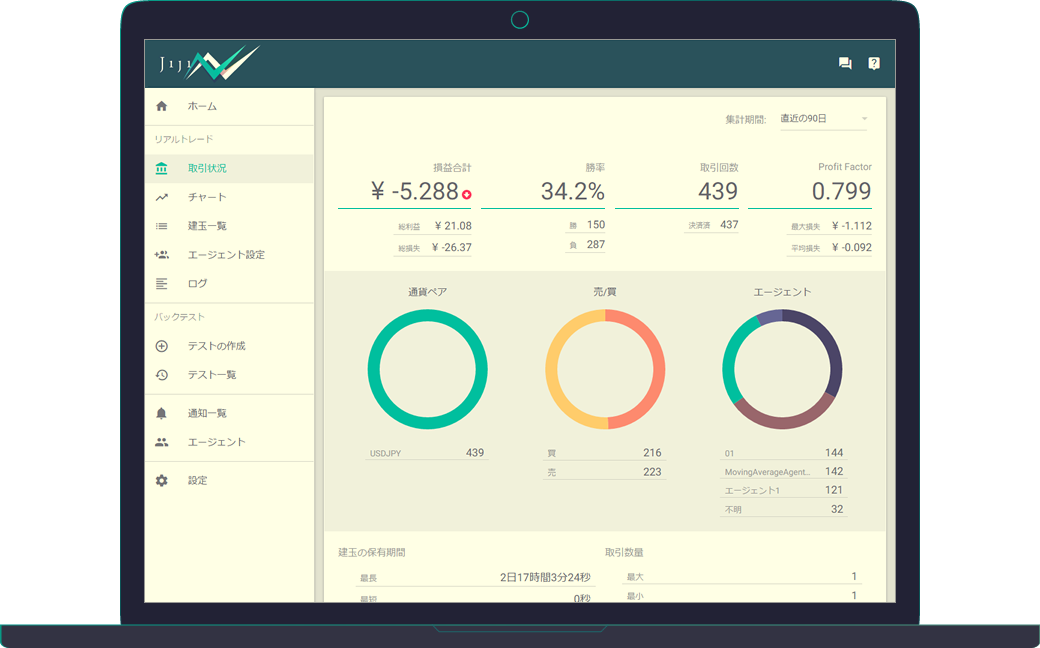 Jiji
ホーム
リアルトレード
取引状況
チャート
建玉一覧
エージェント設定
ログ
バックテスト
テストの作成
テスト一覧
通知一覧
エージェント
設定
集計期間: 直近の90日
損益合計
¥ -5.288
総利益 ¥ 21.08
総損失 ¥ -26.37
勝率
34.2%
勝 150
負 287
取引回数
439
決済済 437
Profit Factor
0.799
最大損失 ¥ -1.112
平均損失 ¥ -0.092
通貨ペア
USDJPY 439
売/買
買 216
売 223
エージェント
01 144
MovingAverageAgent... 142
エージェント1 121
不明 32
建玉の保有期間
最長 2日17時間3分24秒
最短 0秒
取引数量
最大 1
最小 1